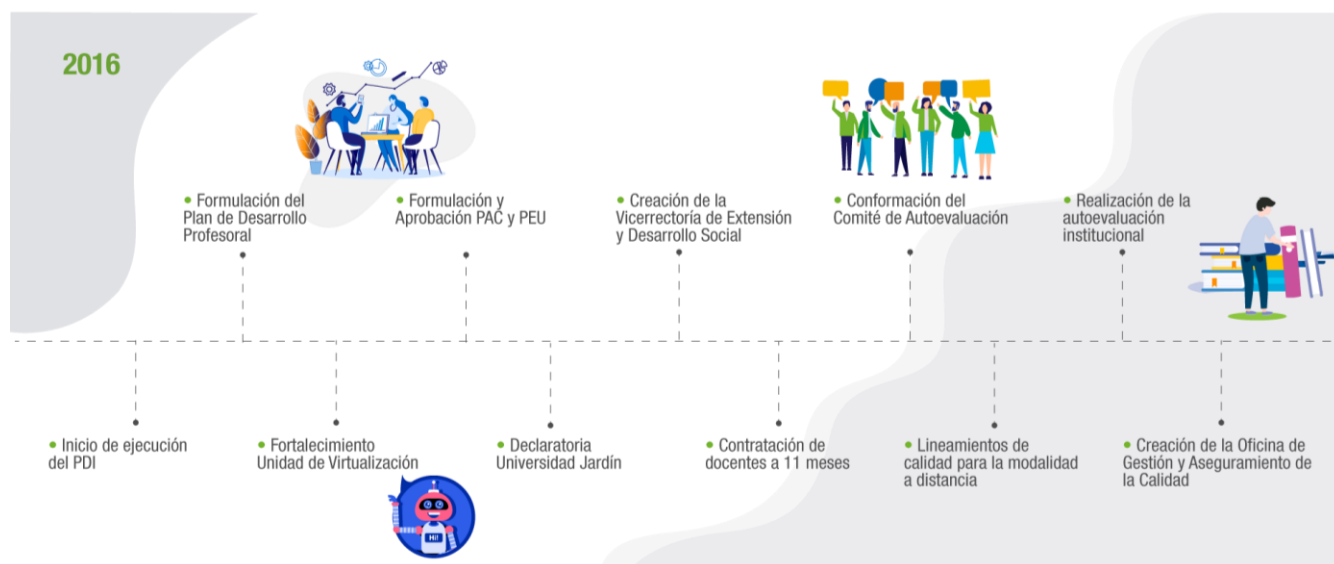 2016
• Formulación del
Plan de Desarrollo
Profesoral
• Formulación y
Aprobación PAC y PEU
• Creación de la
Vicerrectoría de Extensión
y Desarrollo Social
• Conformación del
Comité de Autoevaluación
• Realización de la
autoevaluación
institucional
• Inicio de ejecución
del PDI
• Fortalecimiento
Unidad de Virtualización
• Declaratoria
Universidad Jardín
• Contratación de
docentes a 11 meses
• Lineamientos de
calidad para la modalidad
a distancia
• Creación de la Oficina de
Gestión y Aseguramiento de
la Calidad
Hi!